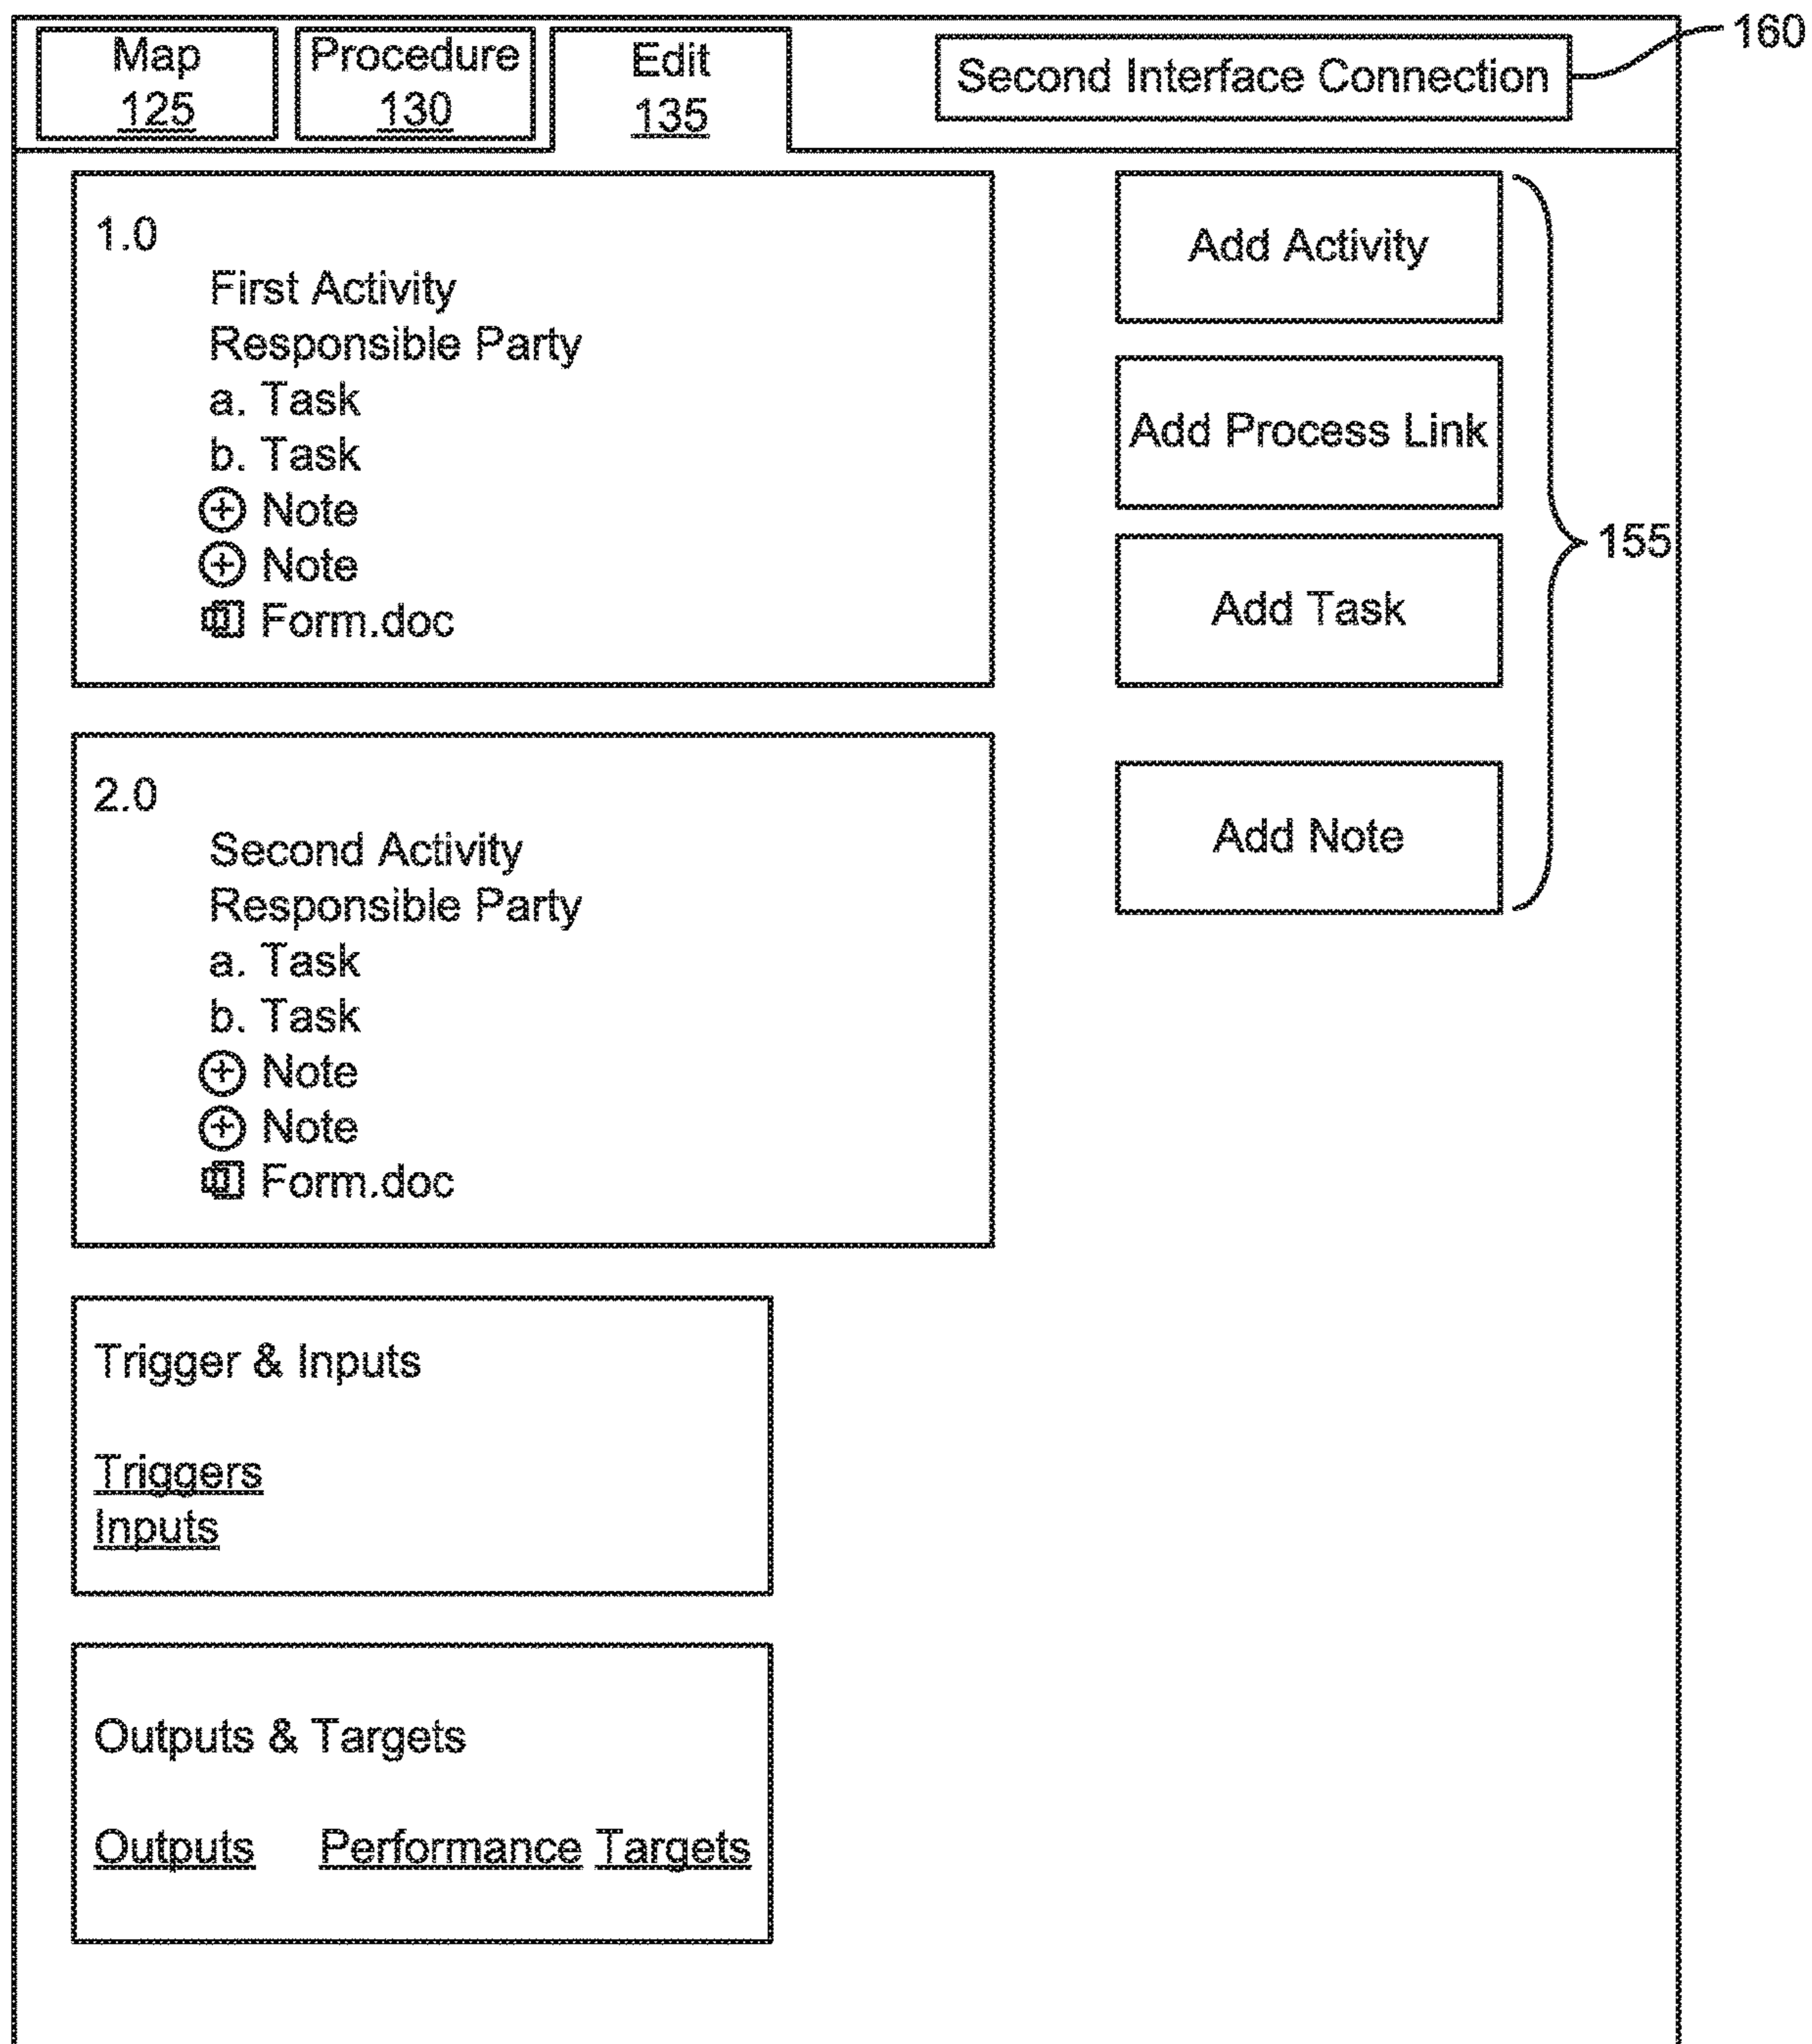 Map
125
Procedure
130
Edit
135
Second Interface Connection
160
1.0
First Activity
Responsible Party
a. Task
b. Task
Note
Note
Form.doc
Add Activity
Add Process Link
Add Task
Add Note
155
2.0
Second Activity
Responsible Party
a. Task
b. Task
Note
Note
Form.doc
Trigger & Inputs
Triggers
Inputs
Outputs & Targets
Outputs Performance Targets